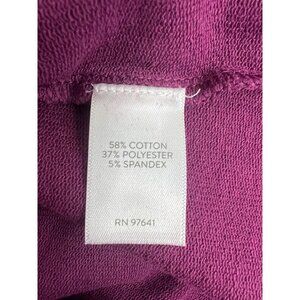 58% COTTON
37% POLYESTER
5% SPANDEX
RN 97641